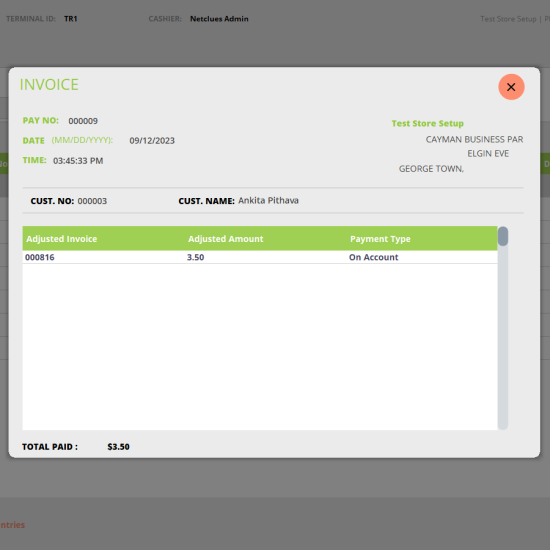 TERMINAL ID: TR1 CASHIER: Netclues Admin Test Store Setup |
INVOICE
PAY NO: 000009
Test Store Setup
DATE (MM/DD/YYYY): 09/12/2023
CAYMAN BUSINESS PAR
ELGIN EVE
TIME: 03:45:33 PM
GEORGE TOWN,
CUST. NO: 000003 CUST. NAME: Ankita Pithava
Adjusted Invoice Adjusted Amount Payment Type
000816 3.50 On Account
TOTAL PAID : $3.50
ntries